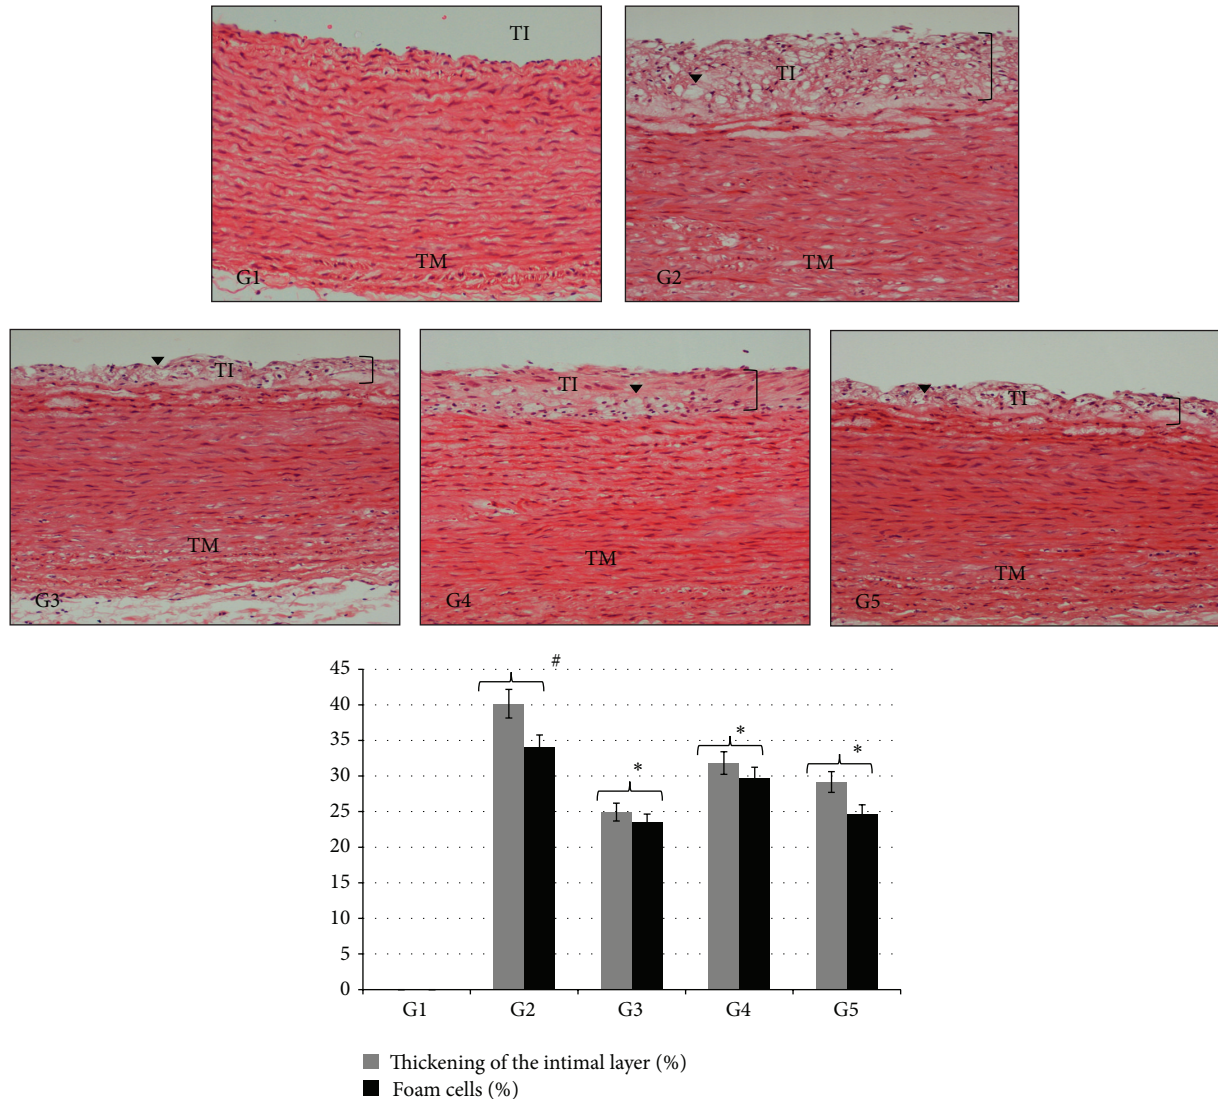 TI
TM
G1
TI
TM
G2
TI
TM
G3
TI
TM
G4
TI
TM
G5
45
#
40
35
*
*
30
*
25
20
15
10
5
0
G1 G2 G3 G4 G5
Thickening of the intimal layer (%)
Foam cells (%)